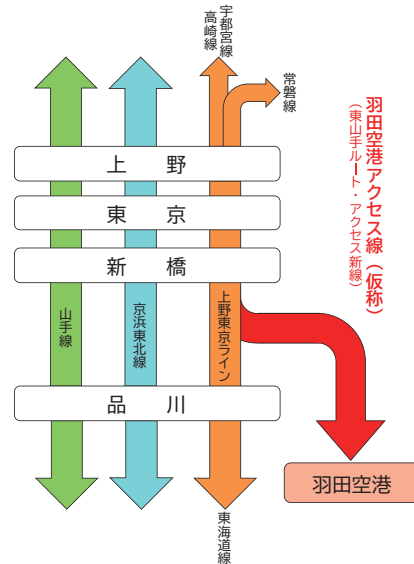 宇都宮線
高崎線
常磐線
羽田空港アクセス線（仮称）
（東山手ルート・アクセス新線）
上野
東京
新橋
山手線
京浜東北線
上野東京ライン
品川
羽田空港
東海道線